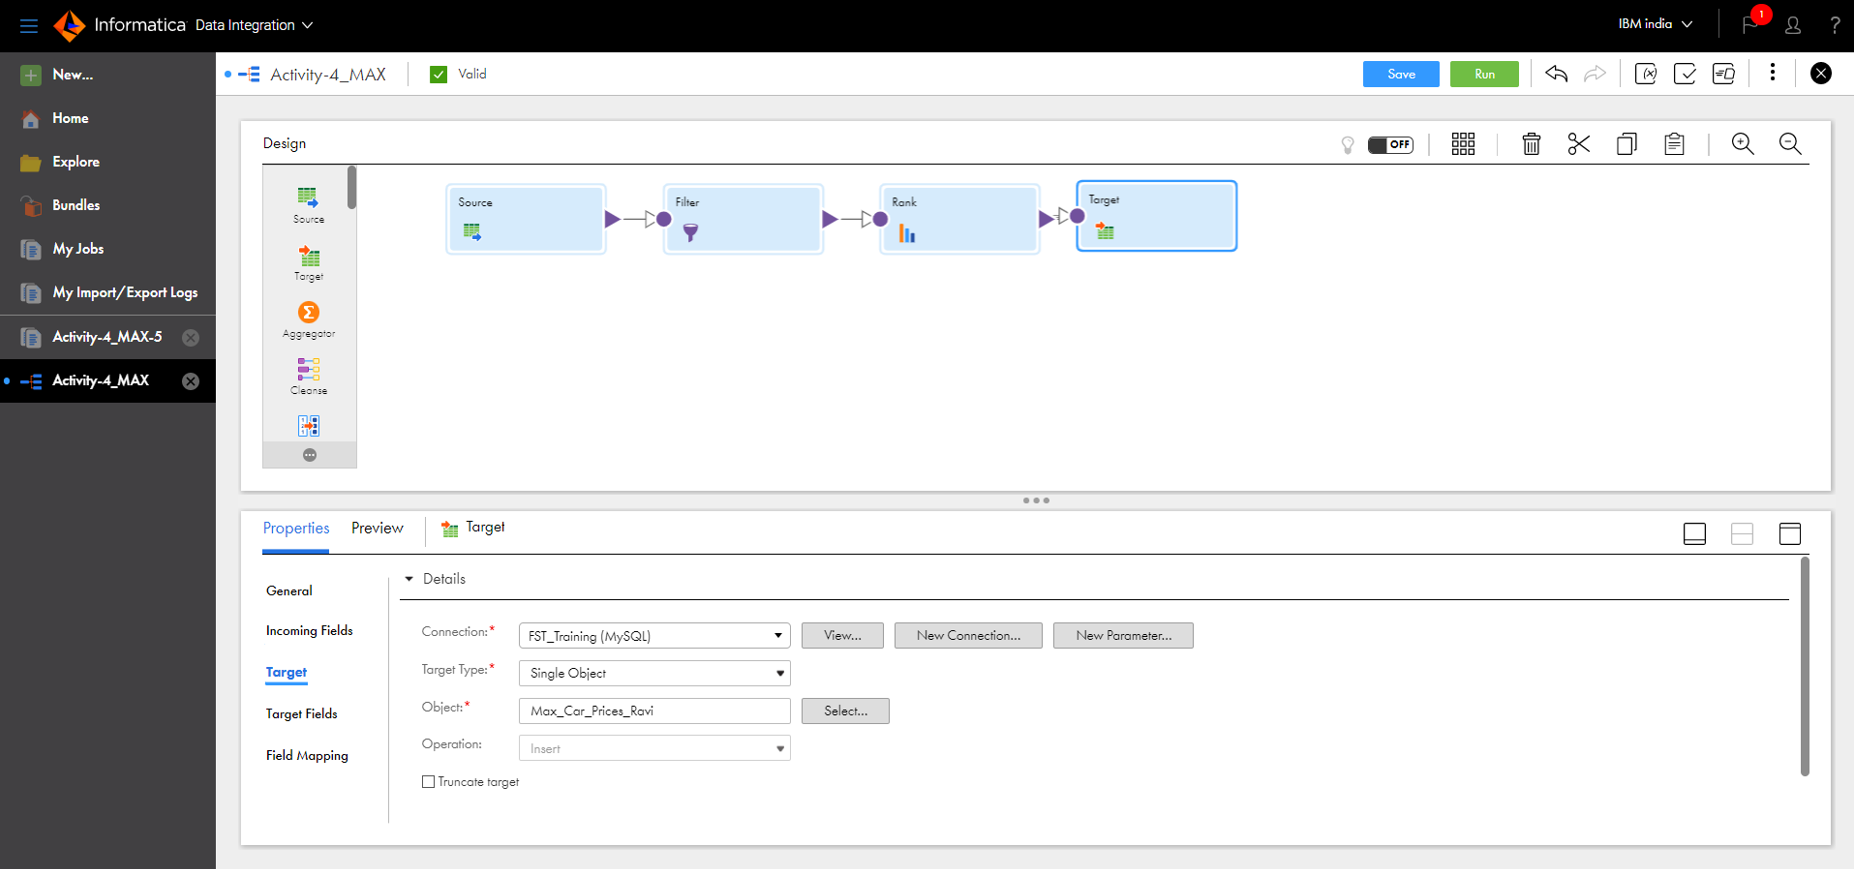 Informatica Data Integration
IBM india
1
?
New...
Home
Explore
Bundles
My Jobs
My Import/Export Logs
Activity-4_MAX-5
Activity-4_MAX
Activity-4_MAX
Valid
Save
Run
Design
OFF
Source
Target
Aggregator
Cleanse
Source
Filter
Rank
Target
Properties
Preview
Target
General
Incoming Fields
Target
Target Fields
Field Mapping
Details
Connection:*
FST_Training (MySQL)
View...
New Connection...
New Parameter...
Target Type:*
Single Object
Object:*
Max_Car_Prices_Ravi
Select...
Operation:
Insert
Truncate target